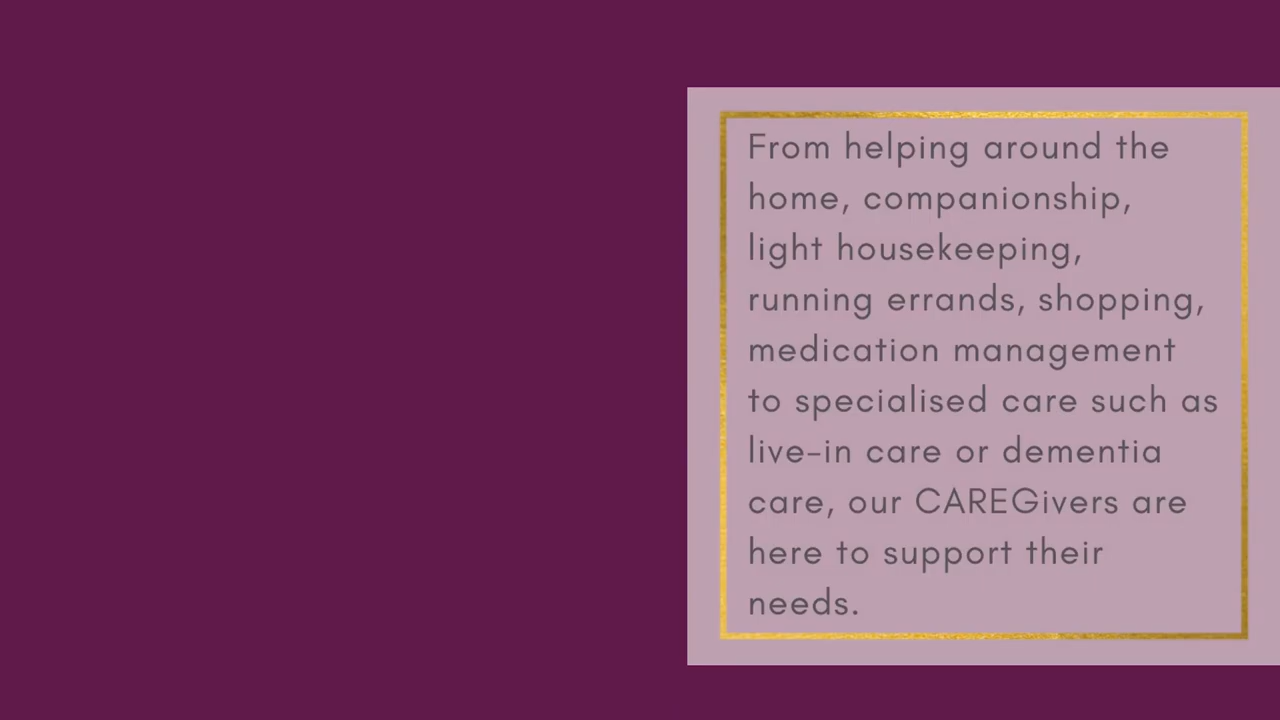 From helping around the
home, companionship,
light housekeeping,
running errands, shopping,
medication management
to specialised care such as
live-in care or dementia
care, our CAREGivers are
here to support their
needs.